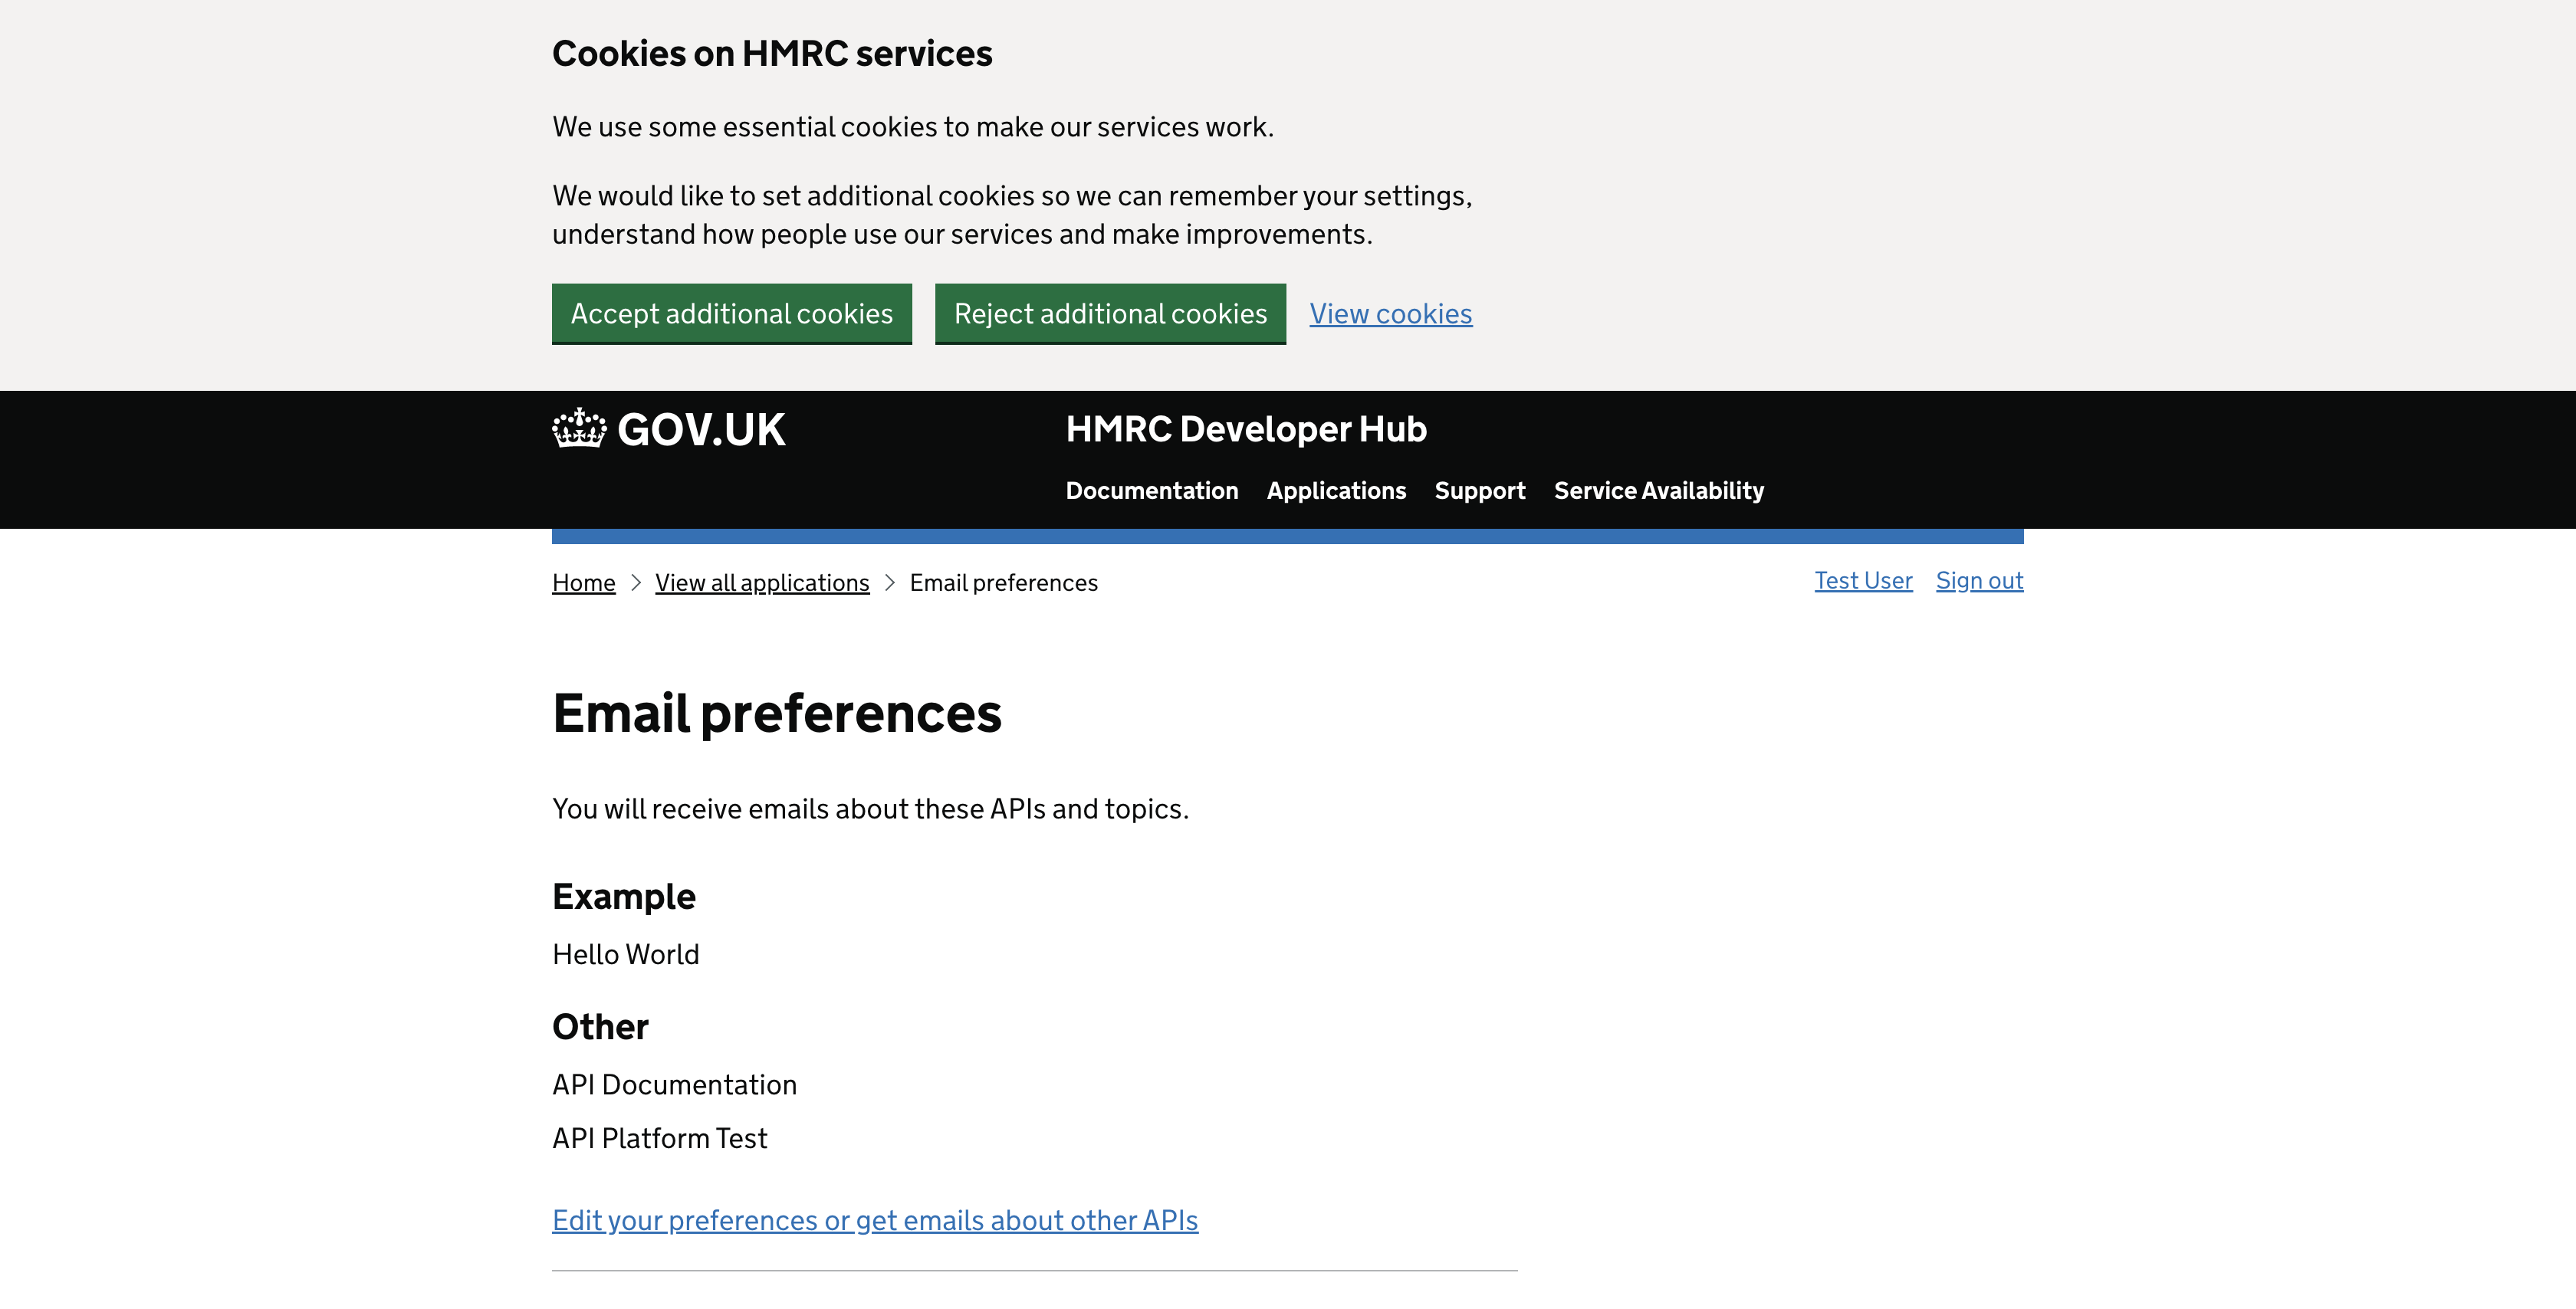 Cookies on HMRC services
We use some essential cookies to make our services work.
We would like to set additional cookies so we can remember your settings,
understand how people use our services and make improvements.
Accept additional cookies
Reject additional cookies
View cookies
GOV.UK
HMRC Developer Hub
Documentation
Applications
Support
Service Availability
Home
View all applications
Email preferences
Test User
Sign out
Email preferences
You will receive emails about these APIs and topics.
Example
Hello World
Other
API Documentation
API Platform Test
Edit your preferences or get emails about other APIs